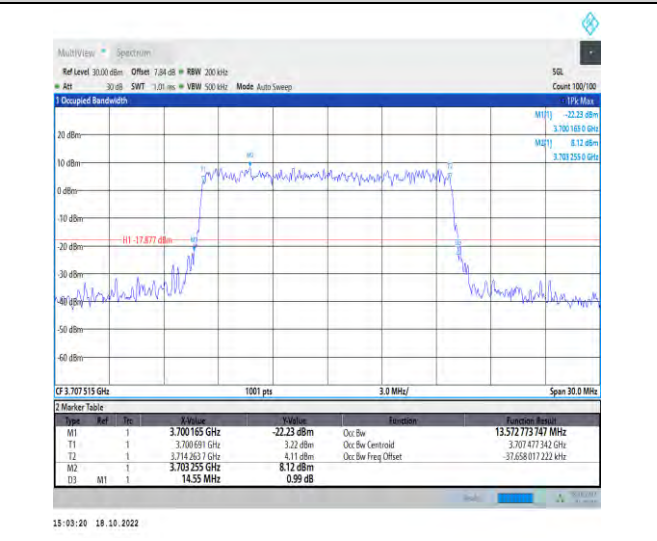 MultiView Spectrum
Ref Level 30.00 dBm Offset 7.84 dB RBW 200 kHz SGL
Att 30 dB SWT 1.01 ms VBW 500 kHz Mode Auto Sweep Count 100/100
1 Occupied Bandwidth 1Pk Max
M1[1] -22.23 dBm
3.700 165 0 GHz
M2[1] 8.12 dBm
3.703 255 0 GHz
20 dBm
10 dBm
0 dBm
-10 dBm
H1 -17.877 dBm
-20 dBm
-30 dBm
-40 dBm
-50 dBm
-60 dBm
CF 3.707 515 GHz 1001 pts 3.0 MHz/ Span 30.0 MHz
2 Marker Table
Type Ref Trc X-Value Y-Value Function Function Result
M1 1 3.700165 GHz -22.23 dBm Occ Bw 13.572 773 747 MHz
T1 1 3.700 691 GHz 3.22 dBm Occ Bw Centroid 3.707 477 342 GHz
T2 1 3.714 263 7 GHz 4.11 dBm Occ Bw Freq Offset -37.658 017 222 kHz
M2 1 3.703255 GHz 8.12 dBm
D3 M1 1 14.55 MHz 0.99 dB
15:03:20 18.10.2022